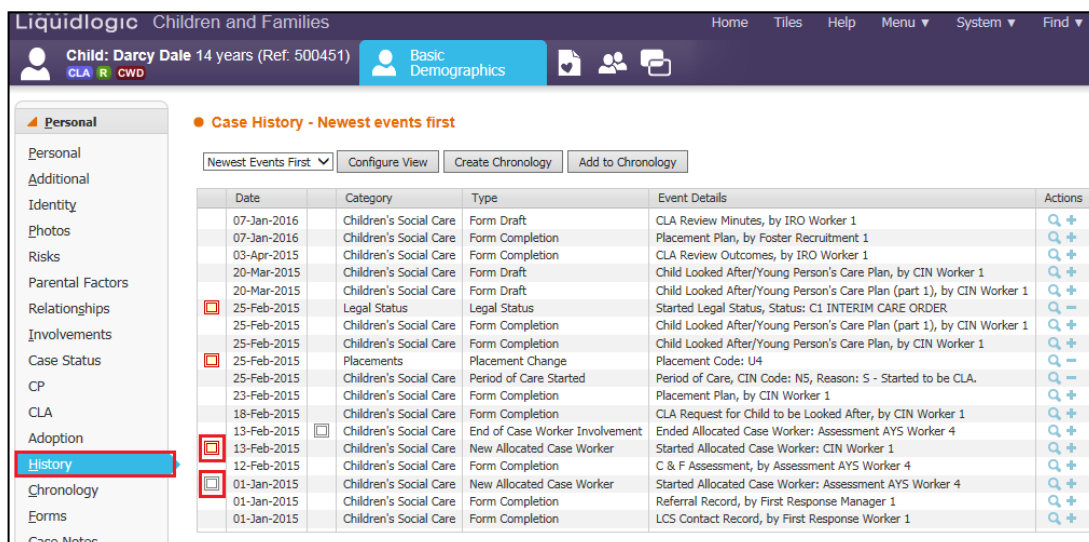 Liquidlogic Children and Families Home Tiles Help Menu ▼ System ▼ Find ▼
Child: Darcy Dale 14 years (Ref: 500451)
CLA R CWD
Basic
Demographics
Personal
Personal
Additional
Identity
Photos
Risks
Parental Factors
Relationships
Involvements
Case Status
CP
CLA
Adoption
History
Chronology
Forms
Case Notes
Case History - Newest events first
Newest Events First Configure View Create Chronology Add to Chronology
Date Category Type Event Details Actions
07-Jan-2016 Children's Social Care Form Draft CLA Review Minutes, by IRO Worker 1
07-Jan-2016 Children's Social Care Form Completion Placement Plan, by Foster Recruitment 1
03-Apr-2015 Children's Social Care Form Completion CLA Review Outcomes, by IRO Worker 1
20-Mar-2015 Children's Social Care Form Draft Child Looked After/Young Person's Care Plan, by CIN Worker 1
20-Mar-2015 Children's Social Care Form Draft Child Looked After/Young Person's Care Plan (part 1), by CIN Worker 1
25-Feb-2015 Legal Status Legal Status Started Legal Status, Status: C1 INTERIM CARE ORDER
25-Feb-2015 Children's Social Care Form Completion Child Looked After/Young Person's Care Plan (part 1), by CIN Worker 1
25-Feb-2015 Children's Social Care Form Completion Child Looked After/Young Person's Care Plan, by CIN Worker 1
25-Feb-2015 Placements Placement Change Placement Code: U4
25-Feb-2015 Children's Social Care Period of Care Started Period of Care, CIN Code: N5, Reason: S - Started to be CLA.
23-Feb-2015 Children's Social Care Form Completion Placement Plan, by CIN Worker 1
18-Feb-2015 Children's Social Care Form Completion CLA Request for Child to be Looked After, by CIN Worker 1
13-Feb-2015 Children's Social Care End of Case Worker Involvement Ended Allocated Case Worker: Assessment AYS Worker 4
13-Feb-2015 Children's Social Care New Allocated Case Worker Started Allocated Case Worker: CIN Worker 1
12-Feb-2015 Children's Social Care Form Completion C & F Assessment, by Assessment AYS Worker 4
01-Jan-2015 Children's Social Care New Allocated Case Worker Started Allocated Case Worker: Assessment AYS Worker 4
01-Jan-2015 Children's Social Care Form Completion Referral Record, by First Response Manager 1
01-Jan-2015 Children's Social Care Form Completion LCS Contact Record, by First Response Worker 1